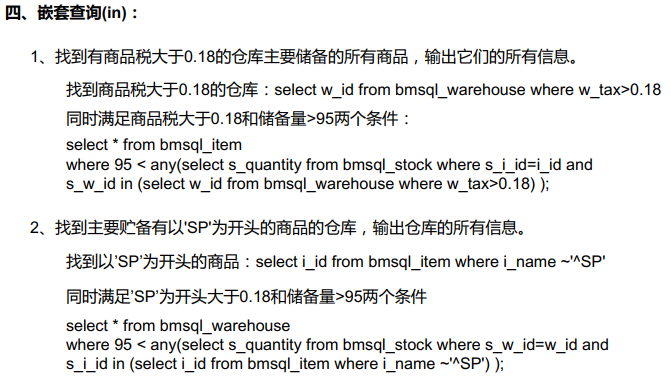 四、嵌套查询(in)：
1、找到有商品税大于0.18的仓库主要储备的所有商品，输出它们的所有信息。
找到商品税大于0.18的仓库：select w_id from bmsql_warehouse where w_tax>0.18
同时满足商品税大于0.18和储备量>95两个条件：
select * from bmsql_item
where 95 < any(select s_quantity from bmsql_stock where s_i_id=i_id and
s_w_id in (select w_id from bmsql_warehouse where w_tax>0.18) );
2、找到主要贮备有以'SP'为开头的商品的仓库，输出仓库的所有信息。
找到以’SP’为开头的商品：select i_id from bmsql_item where i_name ~'^SP'
同时满足’SP’为开头大于0.18和储备量>95两个条件
select * from bmsql_warehouse
where 95 < any(select s_quantity from bmsql_stock where s_w_id=w_id and
s_i_id in (select i_id from bmsql_item where i_name ~'^SP') );